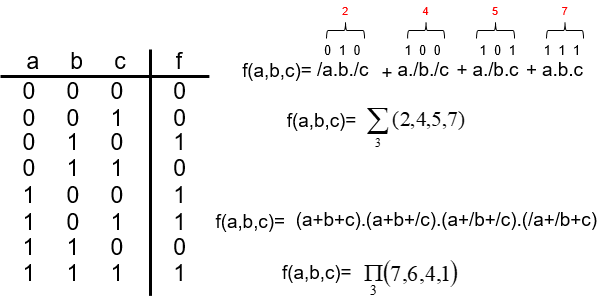 2 4 5 7
0 1 0 1 0 0 1 0 1 1 1 1
f(a,b,c)= /a.b./c + a./b./c + a./b.c + a.b.c
f(a,b,c)= ∑ (2,4,5,7)
3
a b c f
0 0 0 0
0 0 1 0
0 1 0 1
0 1 1 0
1 0 0 1
1 0 1 1
1 1 0 0
1 1 1 1
f(a,b,c)= (a+b+c).(a+b+/c).(a+/b+/c).(/a+/b+c)
f(a,b,c)= ∏(7,6,4,1)
3